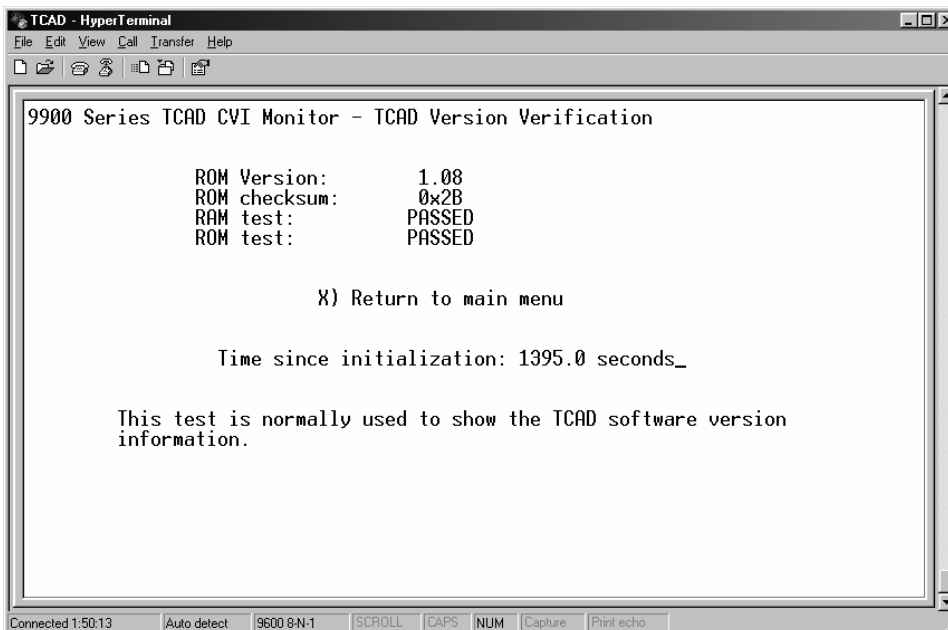 TCAD - HyperTerminal
File Edit View Call Transfer Help
9900 Series TCAD CVI Monitor - TCAD Version Verification
ROM Version: 1.08
ROM checksum: 0x2B
RAM test: PASSED
ROM test: PASSED
X) Return to main menu
Time since initialization: 1395.0 seconds_
This test is normally used to show the TCAD software version
information.
Connected 1:50:13 Auto detect 9600 8-N-1 SCROLL CAPS NUM Capture Print echo